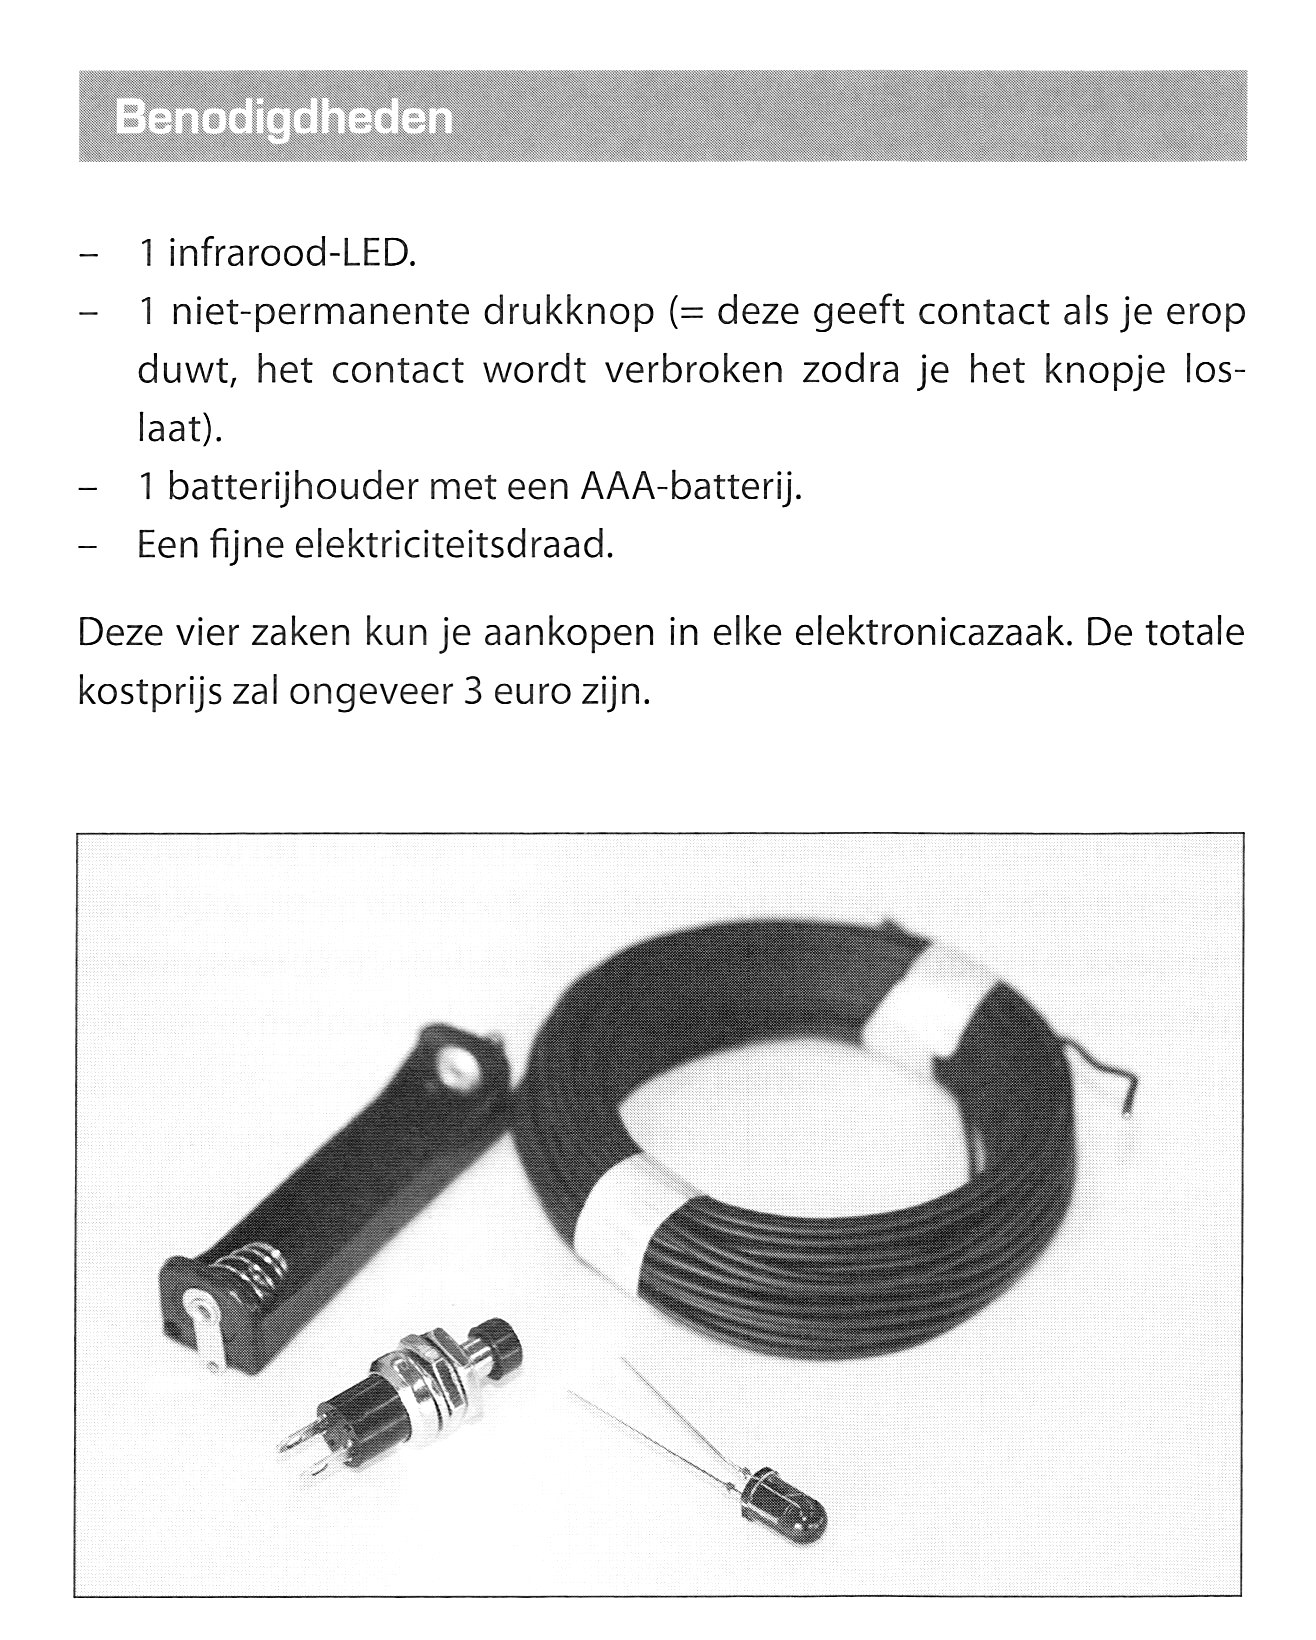 Benodigdheden
– 1 infrarood-LED.
– 1 niet-permanente drukknop (= deze geeft contact als je erop
duwt, het contact wordt verbroken zodra je het knopje los-
laat).
– 1 batterijhouder met een AAA-batterij.
– Een fijne elektriciteitsdraad.
Deze vier zaken kun je aankopen in elke elektronicazaak. De totale
kostprijs zal ongeveer 3 euro zijn.